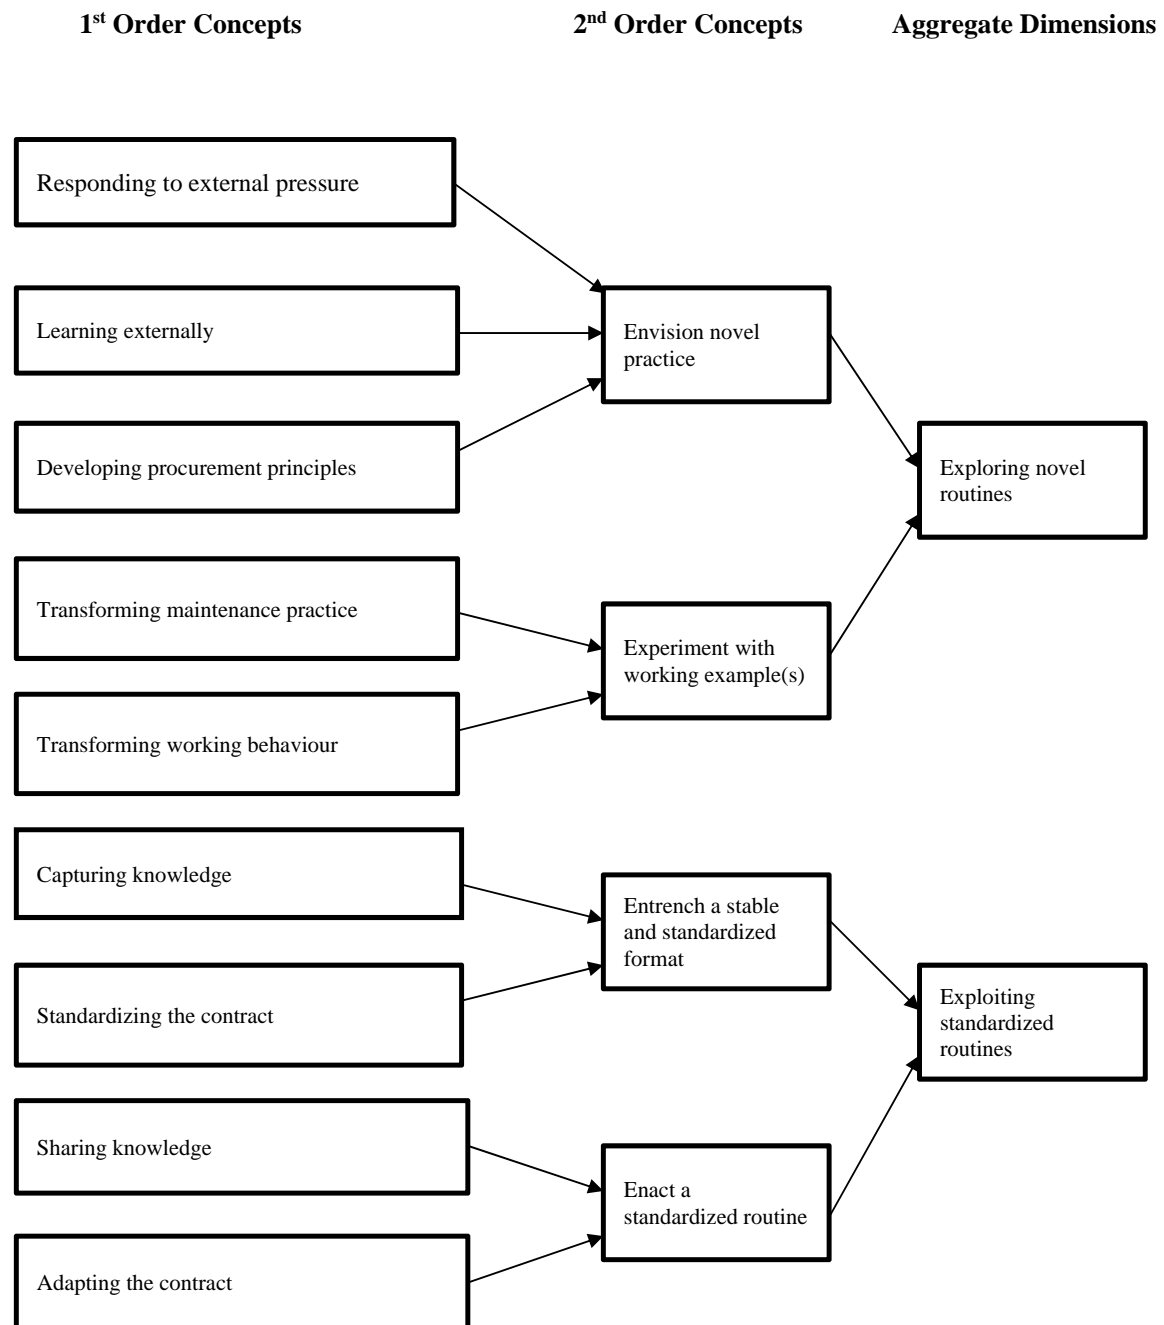 1st Order Concepts
2nd Order Concepts
Aggregate Dimensions
Responding to external pressure
Learning externally
Developing procurement principles
Transforming maintenance practice
Transforming working behaviour
Capturing knowledge
Standardizing the contract
Sharing knowledge
Adapting the contract
Envision novel
practice
Experiment with
working example(s)
Entrench a stable
and standardized
format
Enact a
standardized routine
Exploring novel
routines
Exploiting
standardized
routines